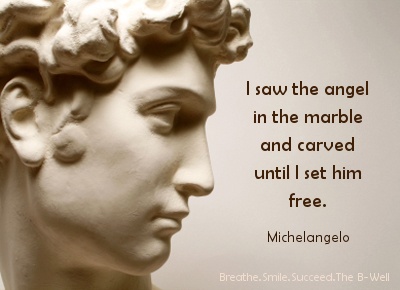 I saw the angel
in the marble
and carved
until I set him
free.
Michelangelo
Breathe.Smile.Succeed.The B-Well